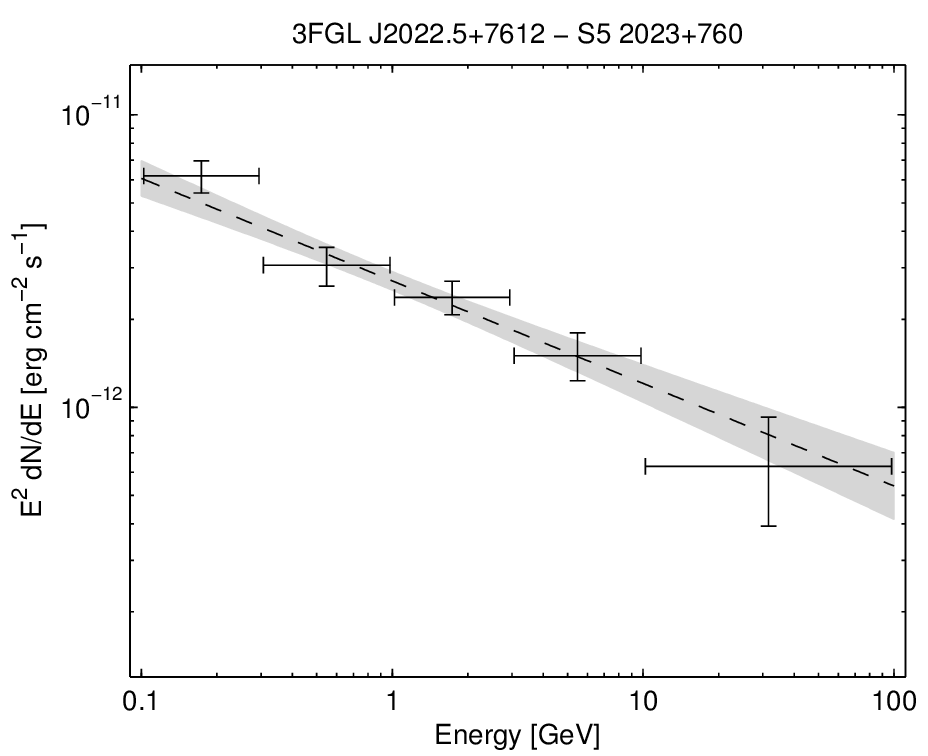 3FGL J2022.5+7612 − S5 2023+760
10⁻¹¹
10⁻¹²
E² dN/dE [erg cm⁻² s⁻¹]
0.1 1 10 100
Energy [GeV]